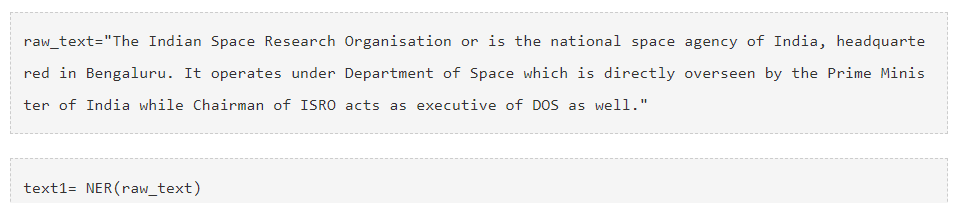 raw_text="The Indian Space Research Organisation or is the national space agency of India, headquarte
red in Bengaluru. It operates under Department of Space which is directly overseen by the Prime Minis
ter of India while Chairman of ISRO acts as executive of DOS as well."
text1= NER(raw_text)